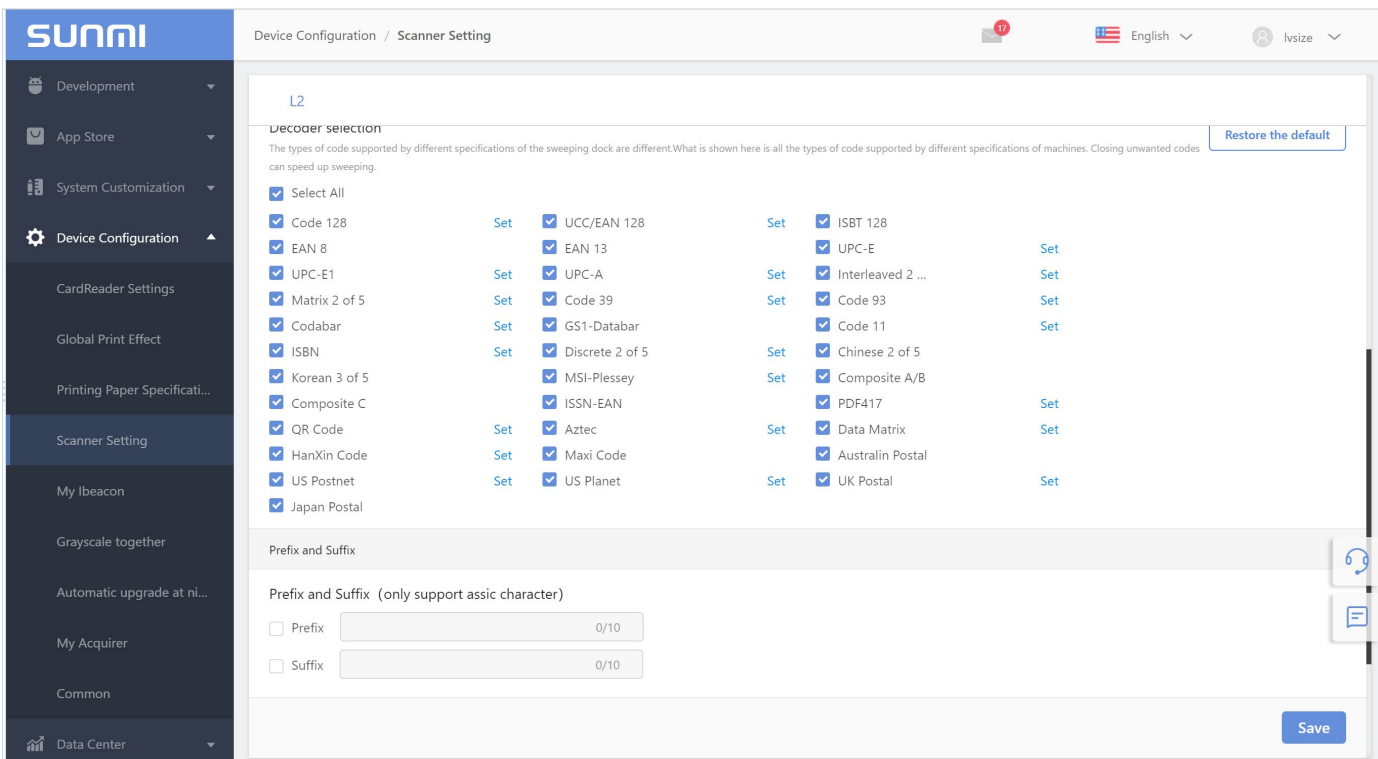 SUNMI
Device Configuration / Scanner Setting
17
English
lvsize
Development
App Store
System Customization
Device Configuration
CardReader Settings
Global Print Effect
Printing Paper Specificati...
Scanner Setting
My Ibeacon
Grayscale together
Automatic upgrade at ni...
My Acquirer
Common
Data Center
L2
Decoder selection
Restore the default
The types of code supported by different specifications of the sweeping dock are different.What is shown here is all the types of code supported by different specifications of machines. Closing unwanted codes
can speed up sweeping.
Select All
Code 128 Set UCC/EAN 128 Set ISBT 128
EAN 8 EAN 13 UPC-E Set
UPC-E1 Set UPC-A Set Interleaved 2 ... Set
Matrix 2 of 5 Set Code 39 Set Code 93 Set
Codabar Set GS1-Databar Code 11 Set
ISBN Set Discrete 2 of 5 Set Chinese 2 of 5
Korean 3 of 5 MSI-Plessey Set Composite A/B
Composite C ISSN-EAN PDF417 Set
QR Code Set Aztec Set Data Matrix Set
HanXin Code Set Maxi Code Australin Postal
US Postnet Set US Planet Set UK Postal Set
Japan Postal
Prefix and Suffix
Prefix and Suffix（only support assic character）
Prefix 0/10
Suffix 0/10
Save